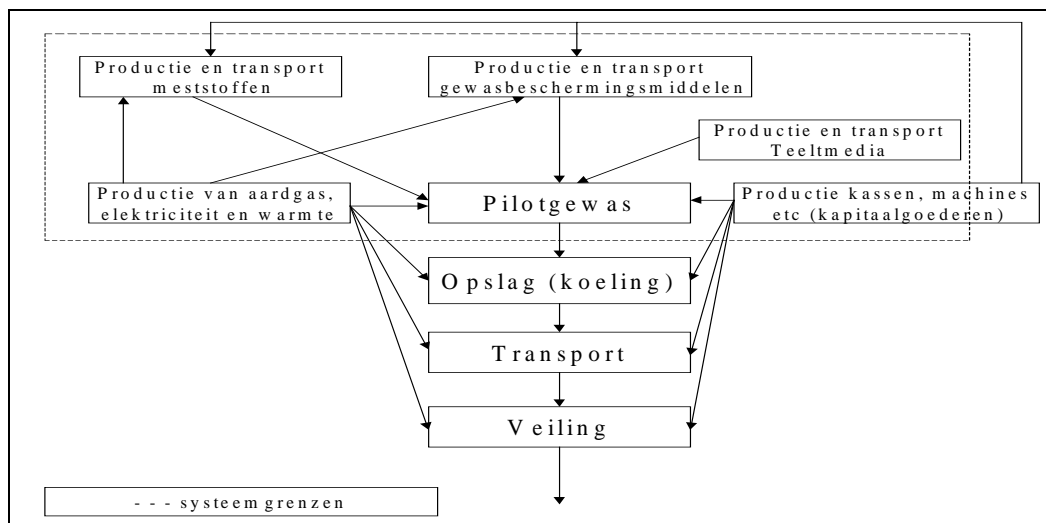 Productie en transport
meststoffen
Productie en transport
gewasbeschermingsmiddelen
Productie en transport
Teeltmedia
Productie van aardgas,
elektriciteit en warmte
Pilotgewas
Productie kassen, machines
etc (kapitaalgoederen)
Opslag (koeling)
Transport
Veiling
- - - systeemgrenzen